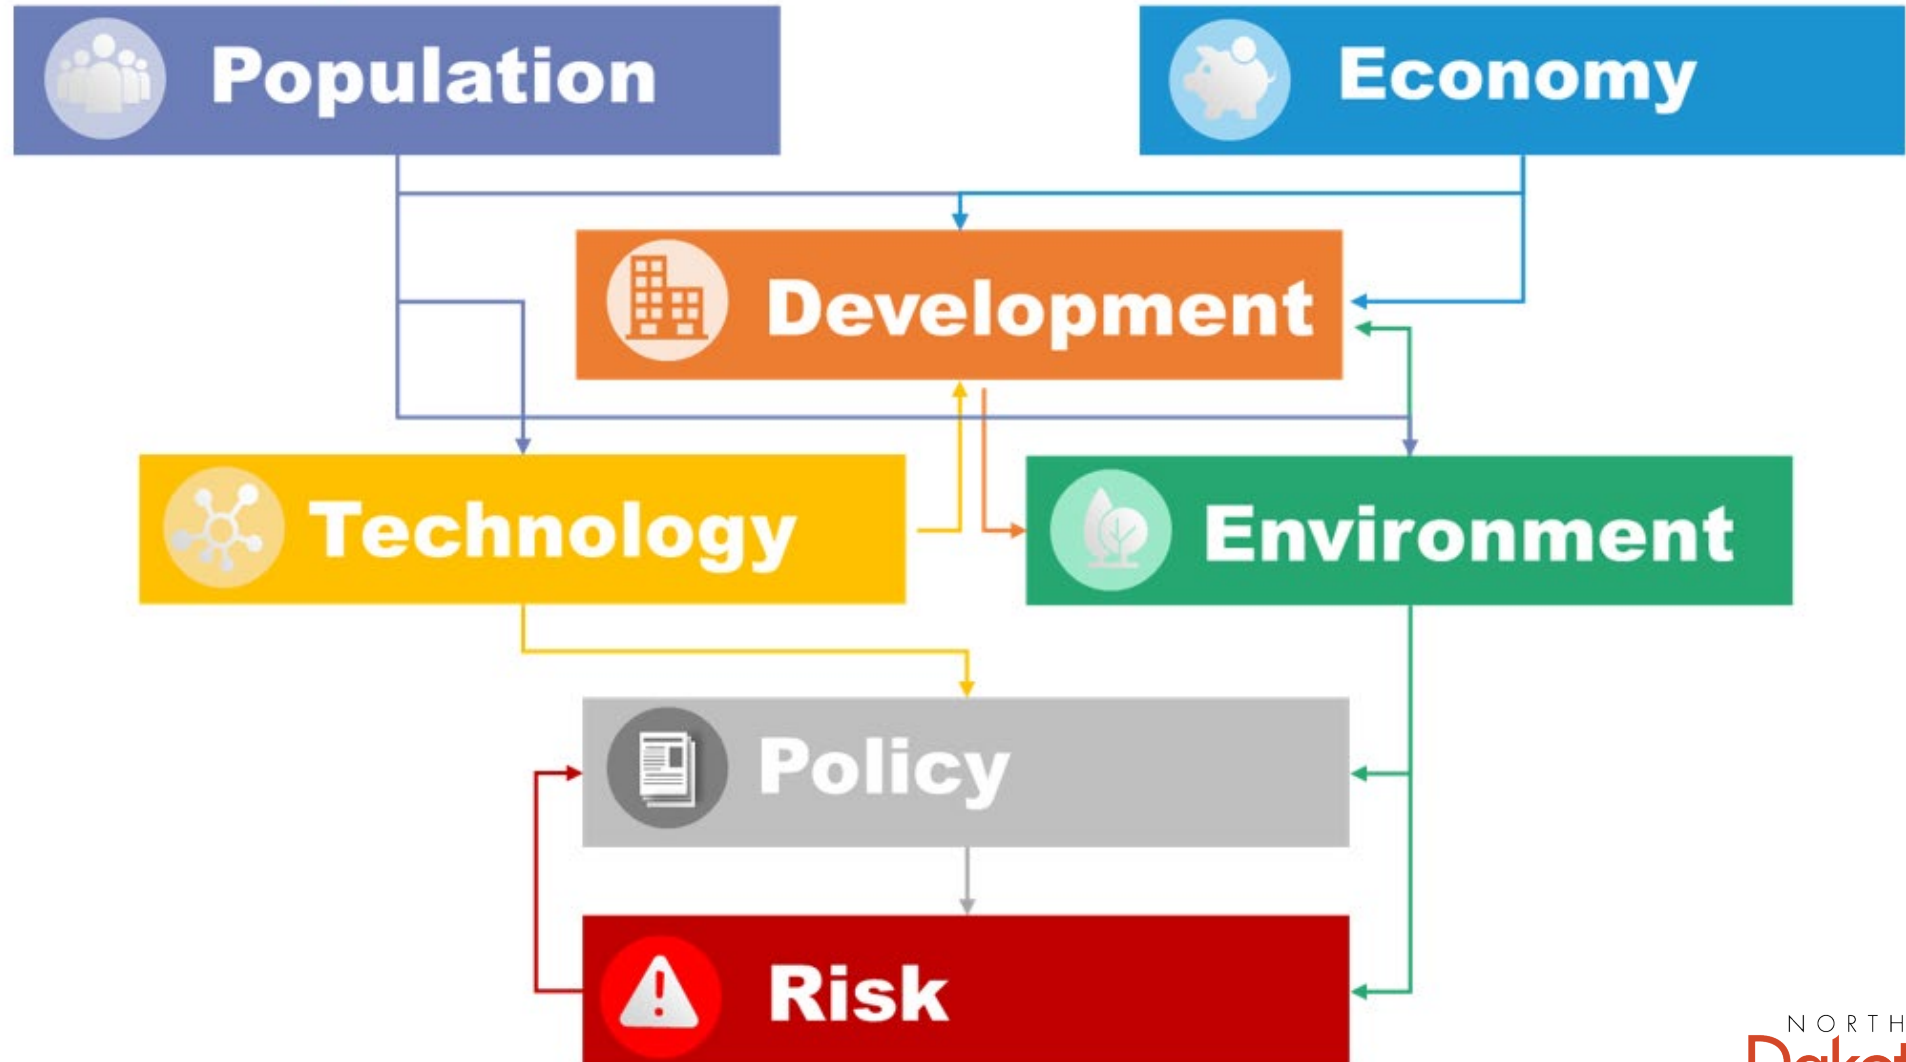 Population
Economy
Development
Technology
Environment
Policy
Risk
NORTH